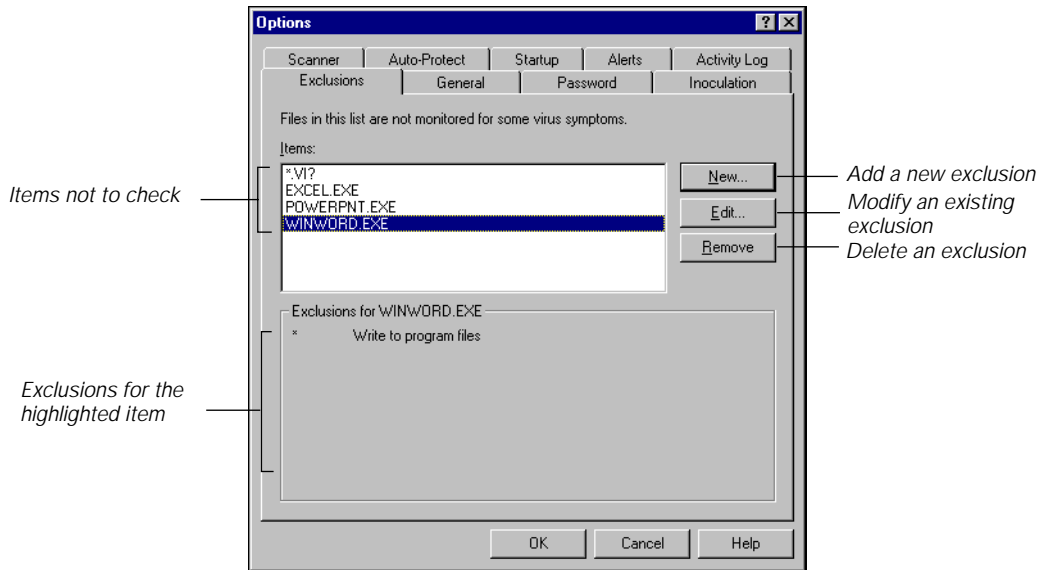 Options
Scanner Auto-Protect Startup Alerts Activity Log
Exclusions General Password Inoculation
Files in this list are not monitored for some virus symptoms.
Items:
*.VI?
EXCEL.EXE
POWERPNT.EXE
WINWORD.EXE
New...
Edit...
Remove
Items not to check
Add a new exclusion
Modify an existing
exclusion
Delete an exclusion
Exclusions for WINWORD.EXE
* Write to program files
Exclusions for the
highlighted item
OK Cancel Help